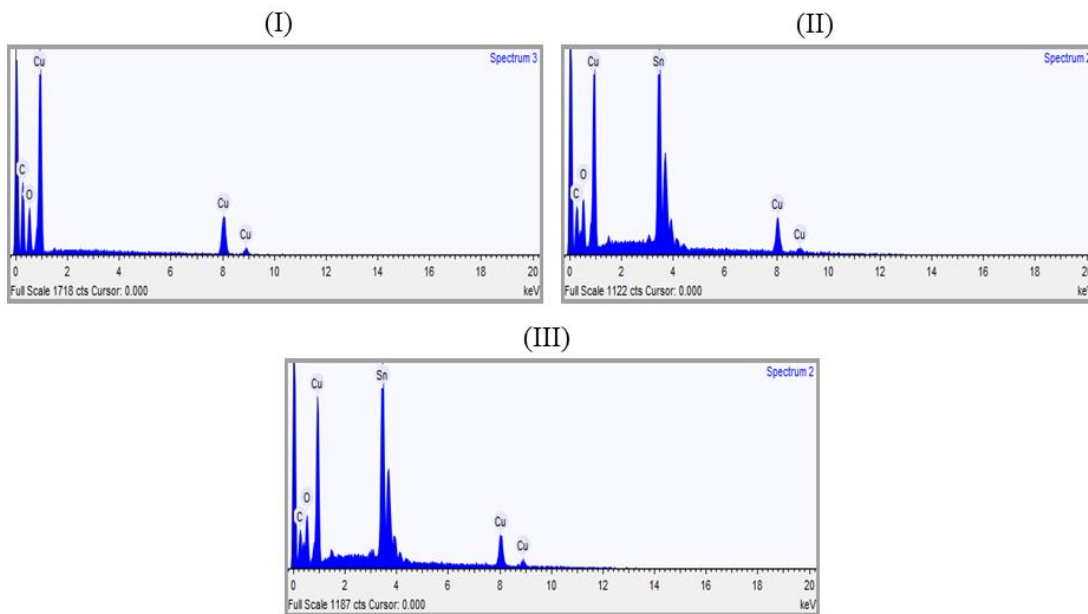 (I)
(II)
Spectrum 3
Cu
C
O
Cu
Cu
0 2 4 6 8 10 12 14 16 18 20
Full Scale 1718 cts Cursor: 0.000 keV
Spectrum 2
Cu
Sn
C
O
Cu
Cu
0 2 4 6 8 10 12 14 16 18 20
Full Scale 1122 cts Cursor: 0.000 keV
(III)
Spectrum 2
Cu
Sn
C
O
Cu
Cu
0 2 4 6 8 10 12 14 16 18 20
Full Scale 1187 cts Cursor: 0.000 keV